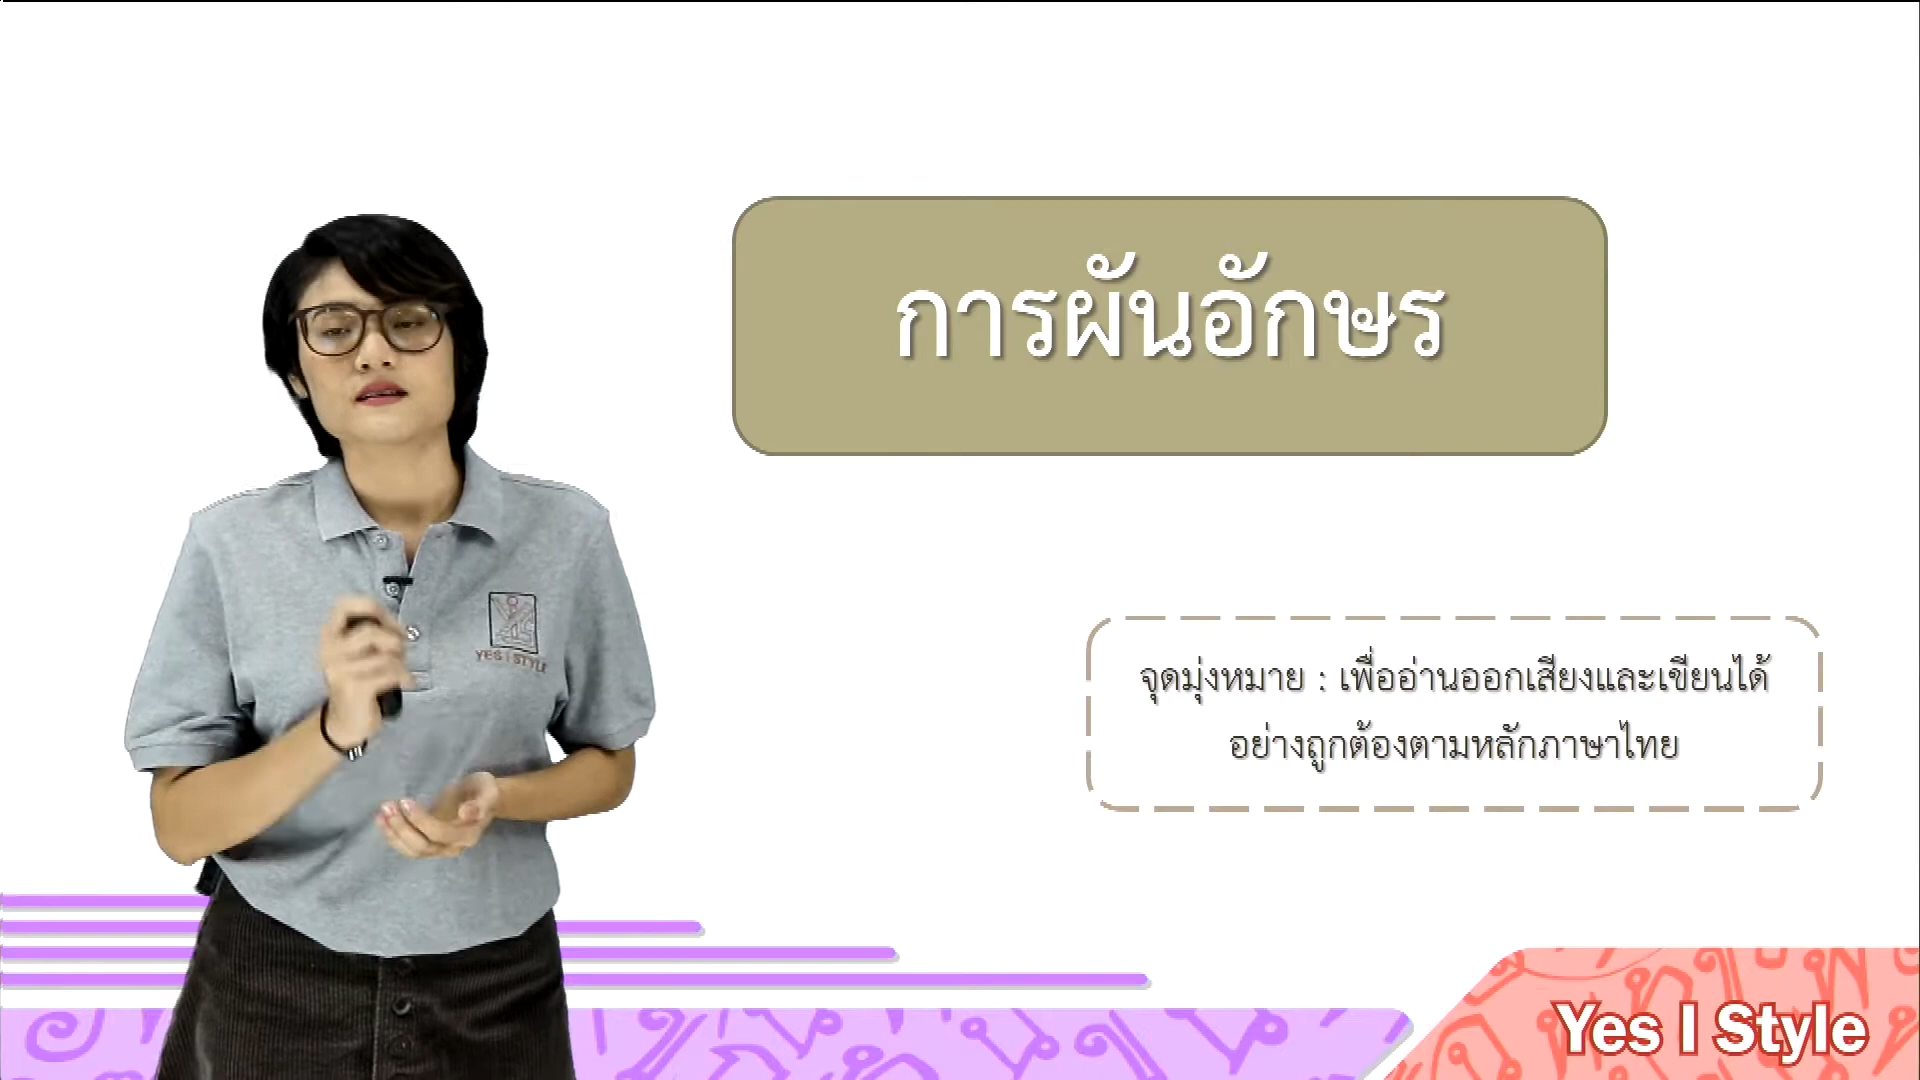 การผันอักษร
YES I STYLE
จุดมุ่งหมาย : เพื่ออ่านออกเสียงและเขียนได้
อย่างถูกต้องตามหลักภาษาไทย
Yes I Style